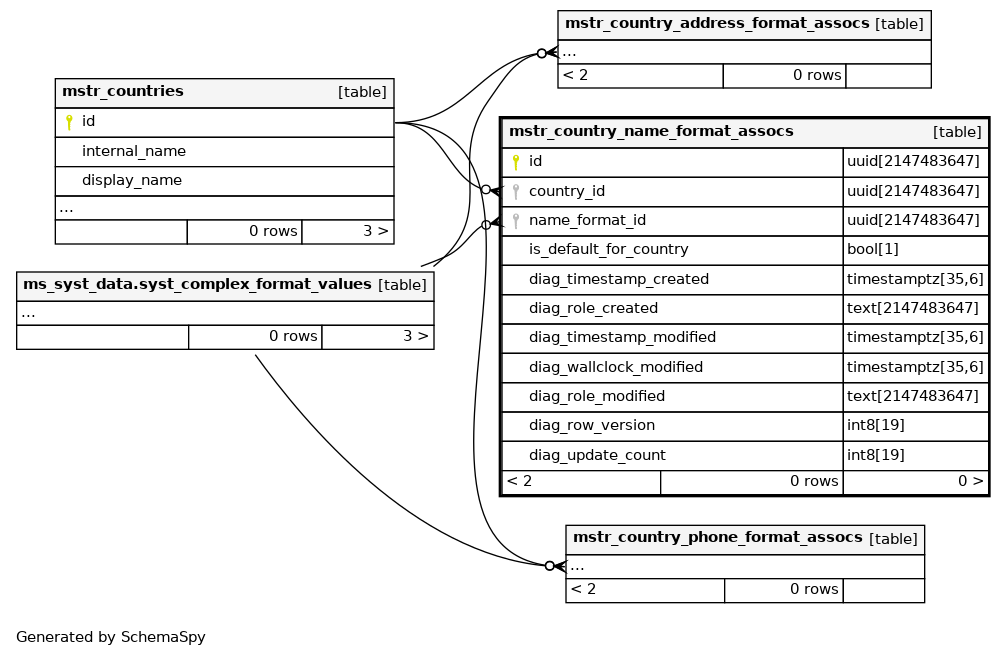 mstr_country_address_format_assocs [table]
...
< 2 0 rows
mstr_countries [table]
id
internal_name
display_name
...
0 rows 3 >
mstr_country_name_format_assocs [table]
id uuid[2147483647]
country_id uuid[2147483647]
name_format_id uuid[2147483647]
is_default_for_country bool[1]
diag_timestamp_created timestamptz[35,6]
diag_role_created text[2147483647]
diag_timestamp_modified timestamptz[35,6]
diag_wallclock_modified timestamptz[35,6]
diag_role_modified text[2147483647]
diag_row_version int8[19]
diag_update_count int8[19]
< 2 0 rows 0 >
ms_syst_data.syst_complex_format_values [table]
...
0 rows 3 >
mstr_country_phone_format_assocs [table]
...
< 2 0 rows
Generated by SchemaSpy